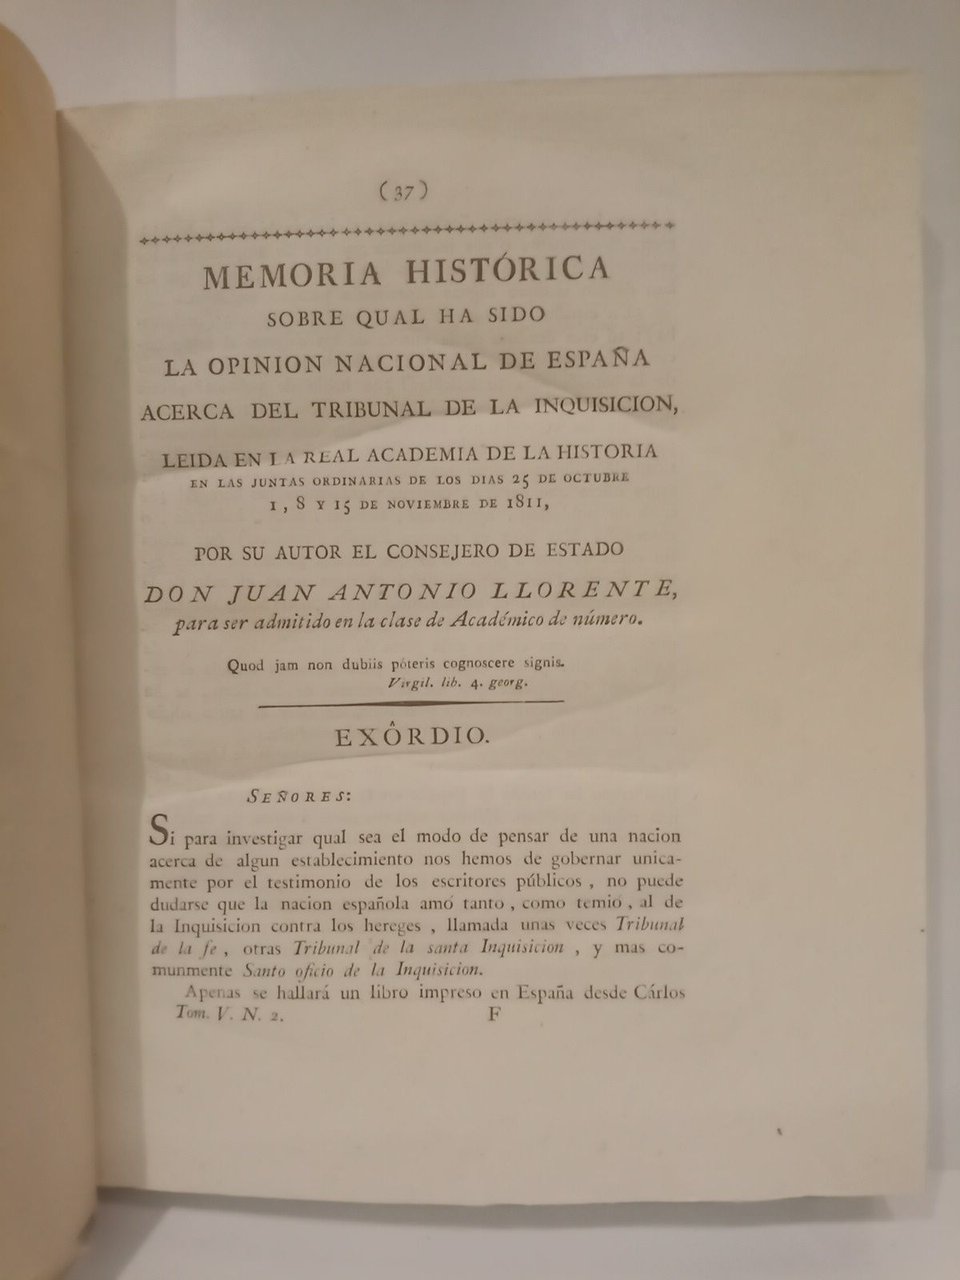 (37)
MEMORIA HISTÓRICA
SOBRE QUAL HA SIDO
LA OPINION NACIONAL DE ESPAÑA
ACERCA DEL TRIBUNAL DE LA INQUISICION,
LEIDA EN LA REAL ACADEMIA DE LA HISTORIA
EN LAS JUNTAS ORDINARIAS DE LOS DIAS 25 DE OCTUBRE
1, 8 Y 15 DE NOVIEMBRE DE 1811,
POR SU AUTOR EL CONSEJERO DE ESTADO
DON JUAN ANTONIO LLORENTE,
para ser admitido en la clase de Académico de número.
Quod jam non dubiis póteris cognoscere signis.
Virgil. lib. 4. georg.
EXÔRDIO.
SEÑORES:
Si para investigar qual sea el modo de pensar de una nacion
acerca de algun establecimiento nos hemos de gobernar unica-
mente por el testimonio de los escritores públicos , no puede
dudarse que la nacion española amó tanto , como temió , al de
la Inquisicion contra los hereges , llamada unas veces Tribunal
de la fe , otras Tribunal de la santa Inquisicion , y mas co-
munmente Santo oficio de la Inquisicion.
Apenas se hallará un libro impreso en España desde Cárlos
Tom. V. N. 2. F